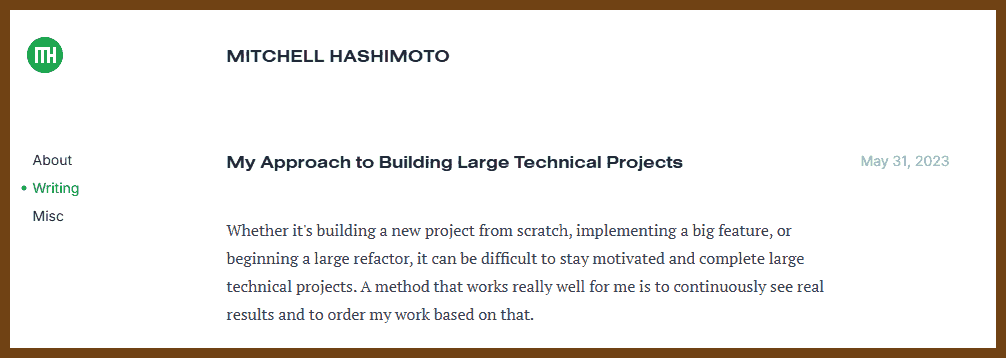 MH
MITCHELL HASHIMOTO
About
Writing
Misc
My Approach to Building Large Technical Projects
May 31, 2023
Whether it's building a new project from scratch, implementing a big feature, or
beginning a large refactor, it can be difficult to stay motivated and complete large
technical projects. A method that works really well for me is to continuously see real
results and to order my work based on that.